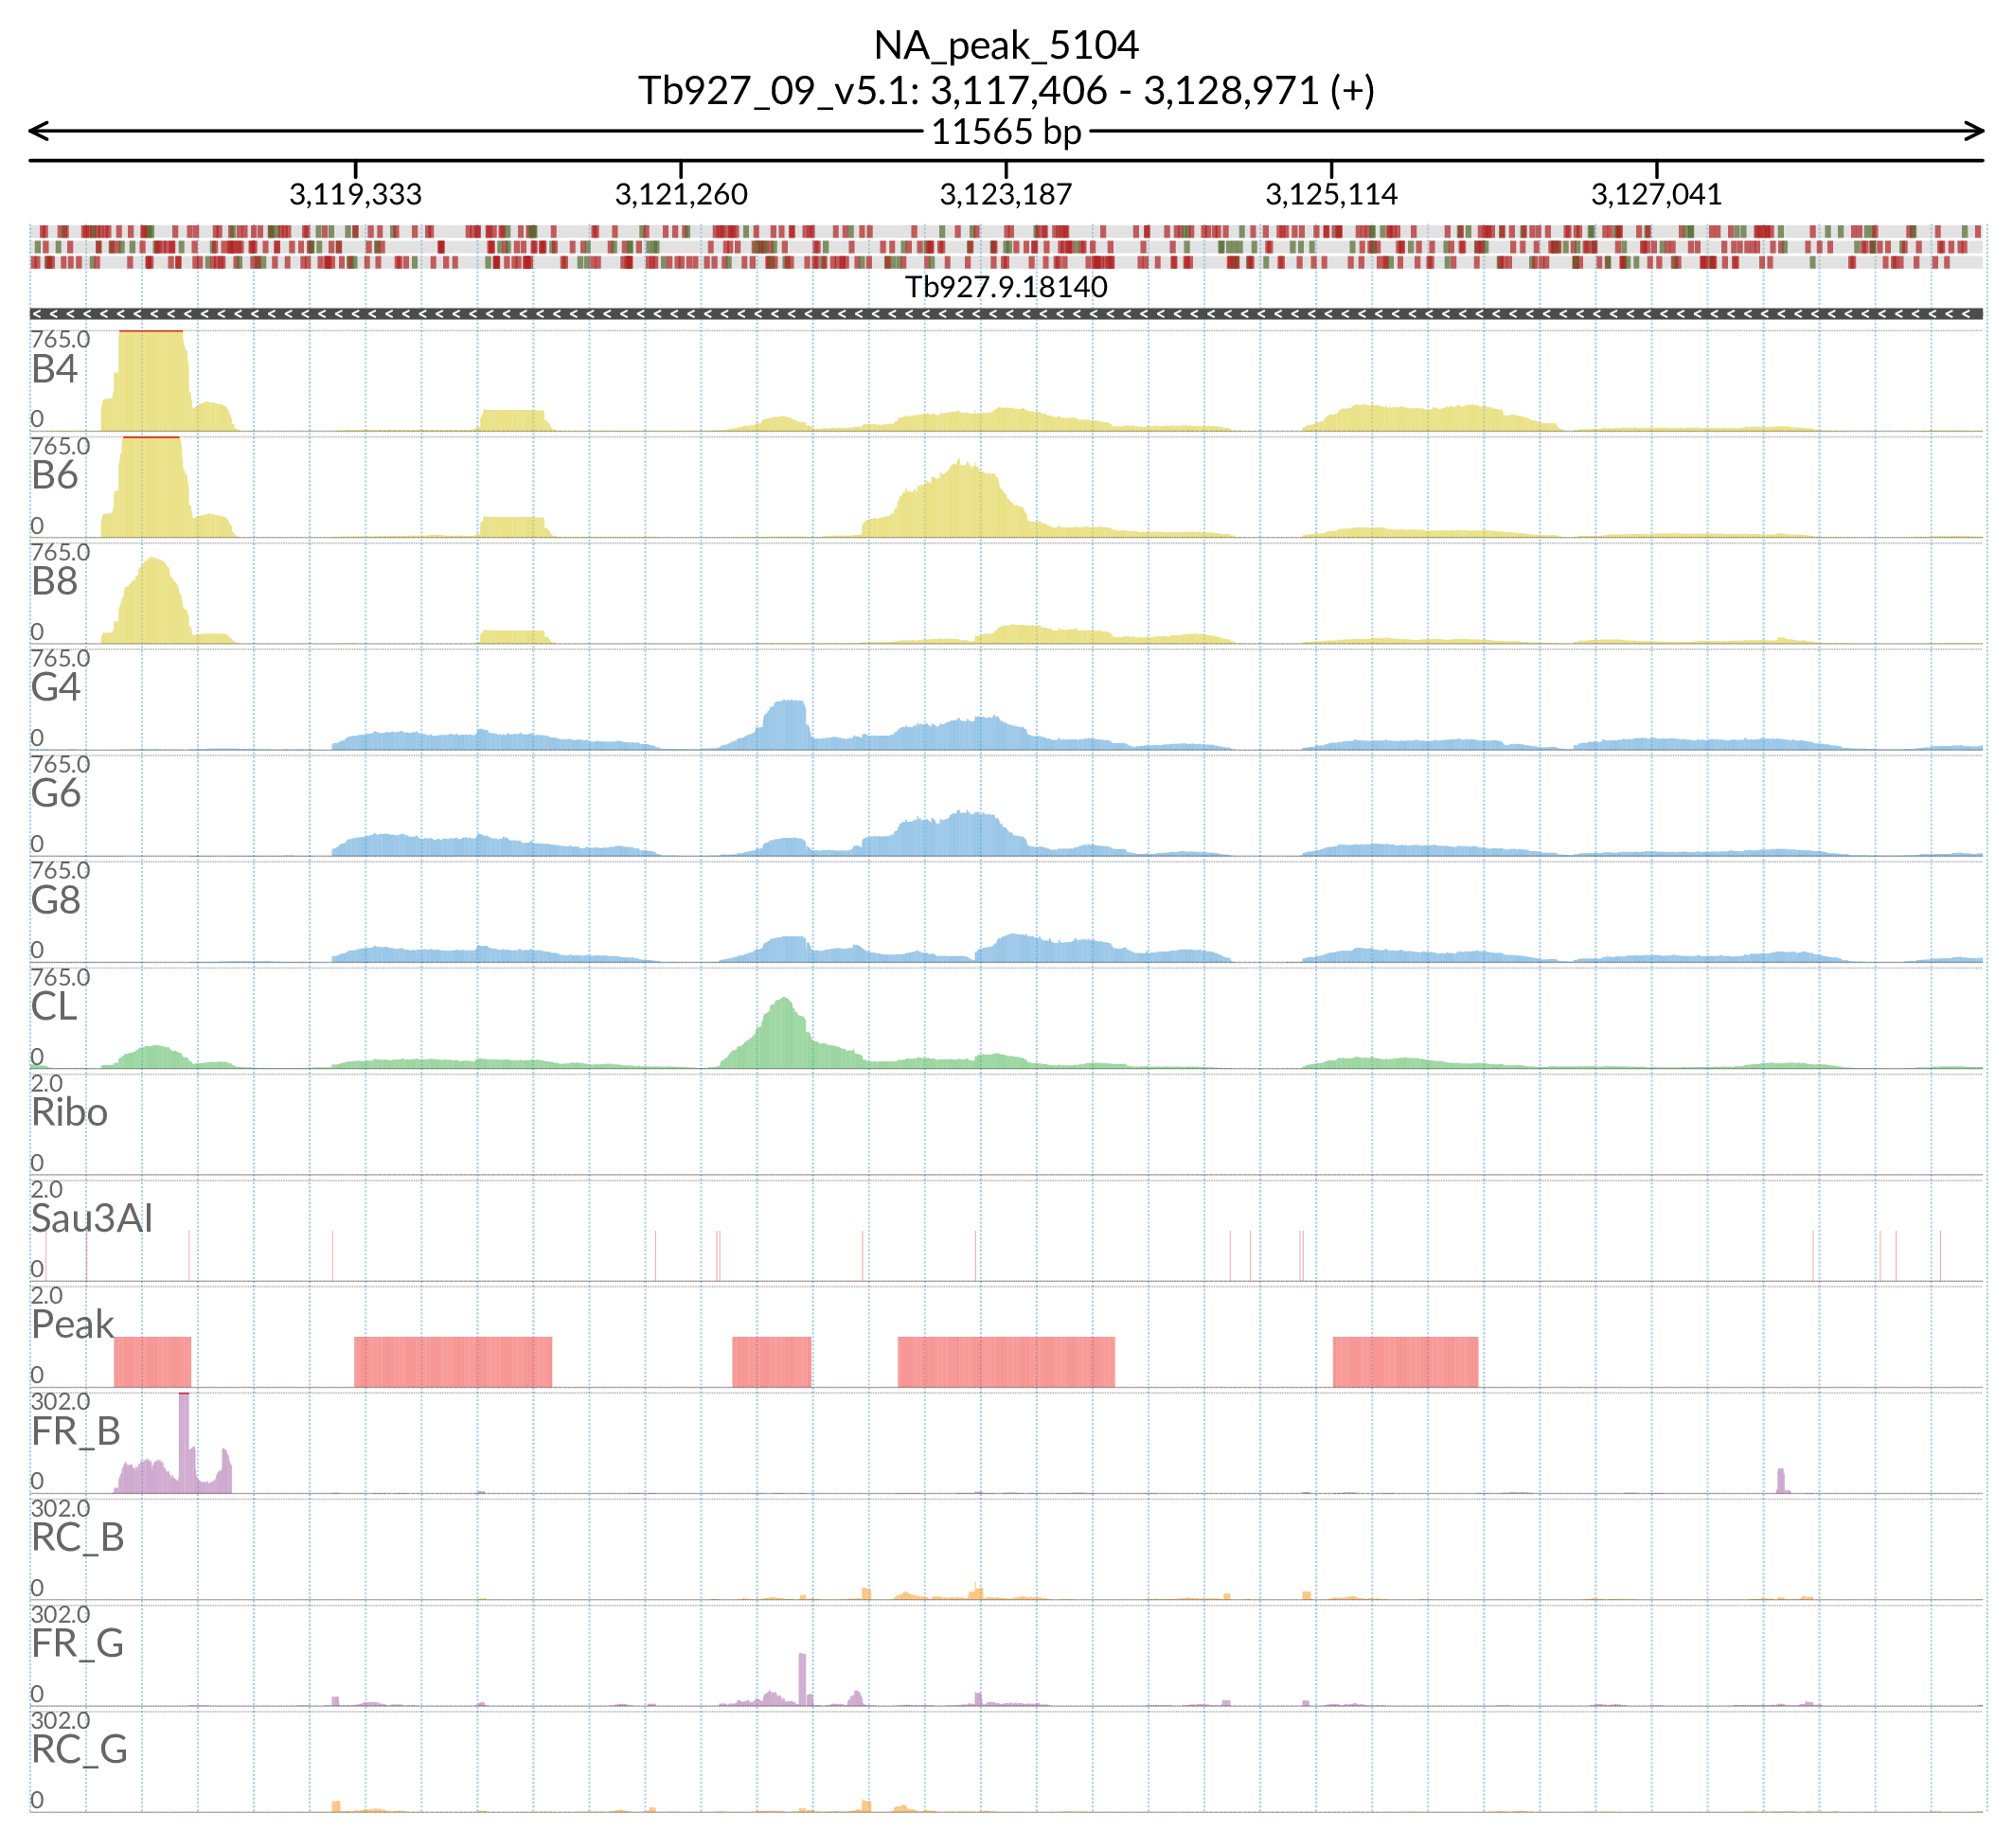 NA_peak_5104
Tb927_09_v5.1: 3,117,406 - 3,128,971 (+)
11565 bp
3,119,333 3,121,260 3,123,187 3,125,114 3,127,041
Tb927.9.18140
765.0
B4
0
765.0
B6
0
765.0
B8
0
765.0
G4
0
765.0
G6
0
765.0
G8
0
765.0
CL
0
2.0
Ribo
0
2.0
Sau3AI
0
2.0
Peak
0
302.0
FR_B
0
302.0
RC_B
0
302.0
FR_G
0
302.0
RC_G
0